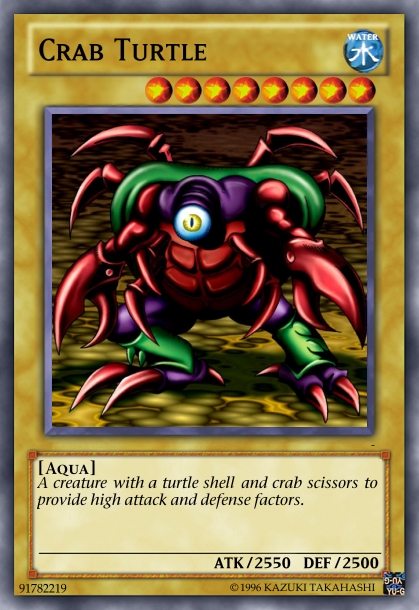 Crab Turtle
WATER
水
[Aqua]
A creature with a turtle shell and crab scissors to
provide high attack and defense factors.
ATK/2550 DEF/2500
91782219
©1996 KAZUKI TAKAHASHI